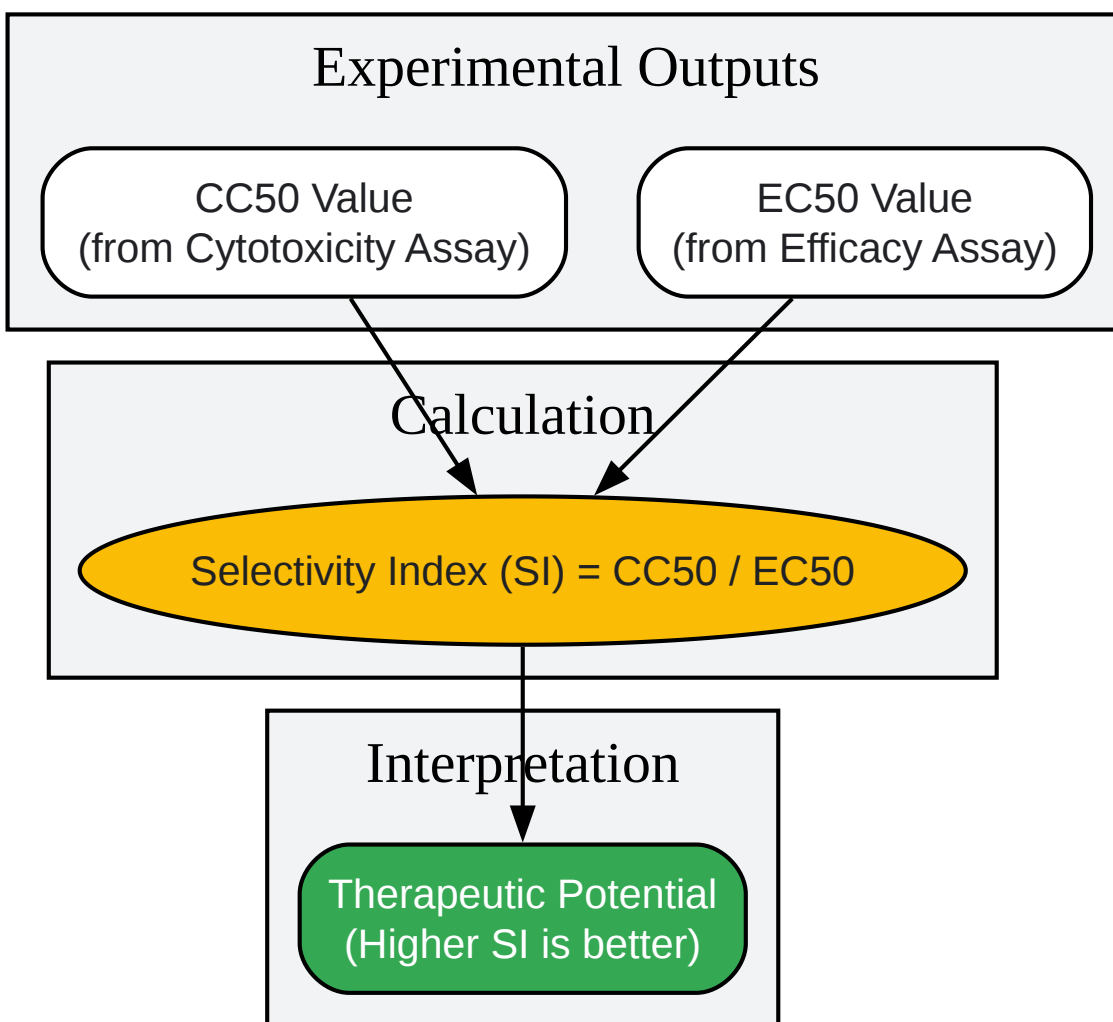 Experimental Outputs
CC50 Value
(from Cytotoxicity Assay)
EC50 Value
(from Efficacy Assay)
Calculation
Selectivity Index (SI) = CC50 / EC50
Interpretation
Therapeutic Potential
(Higher SI is better)